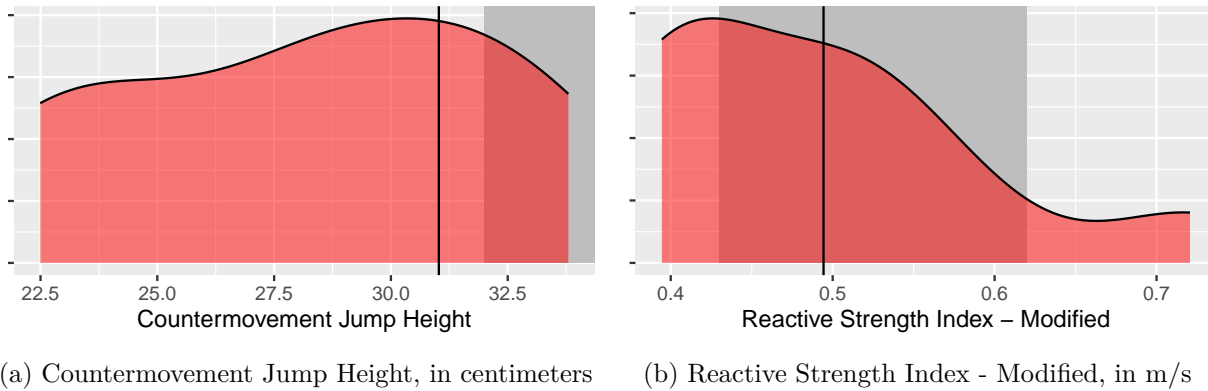 22.5 25.0 27.5 30.0 32.5
Countermovement Jump Height
0.4 0.5 0.6 0.7
Reactive Strength Index – Modified
(a) Countermovement Jump Height, in centimeters
(b) Reactive Strength Index - Modified, in m/s